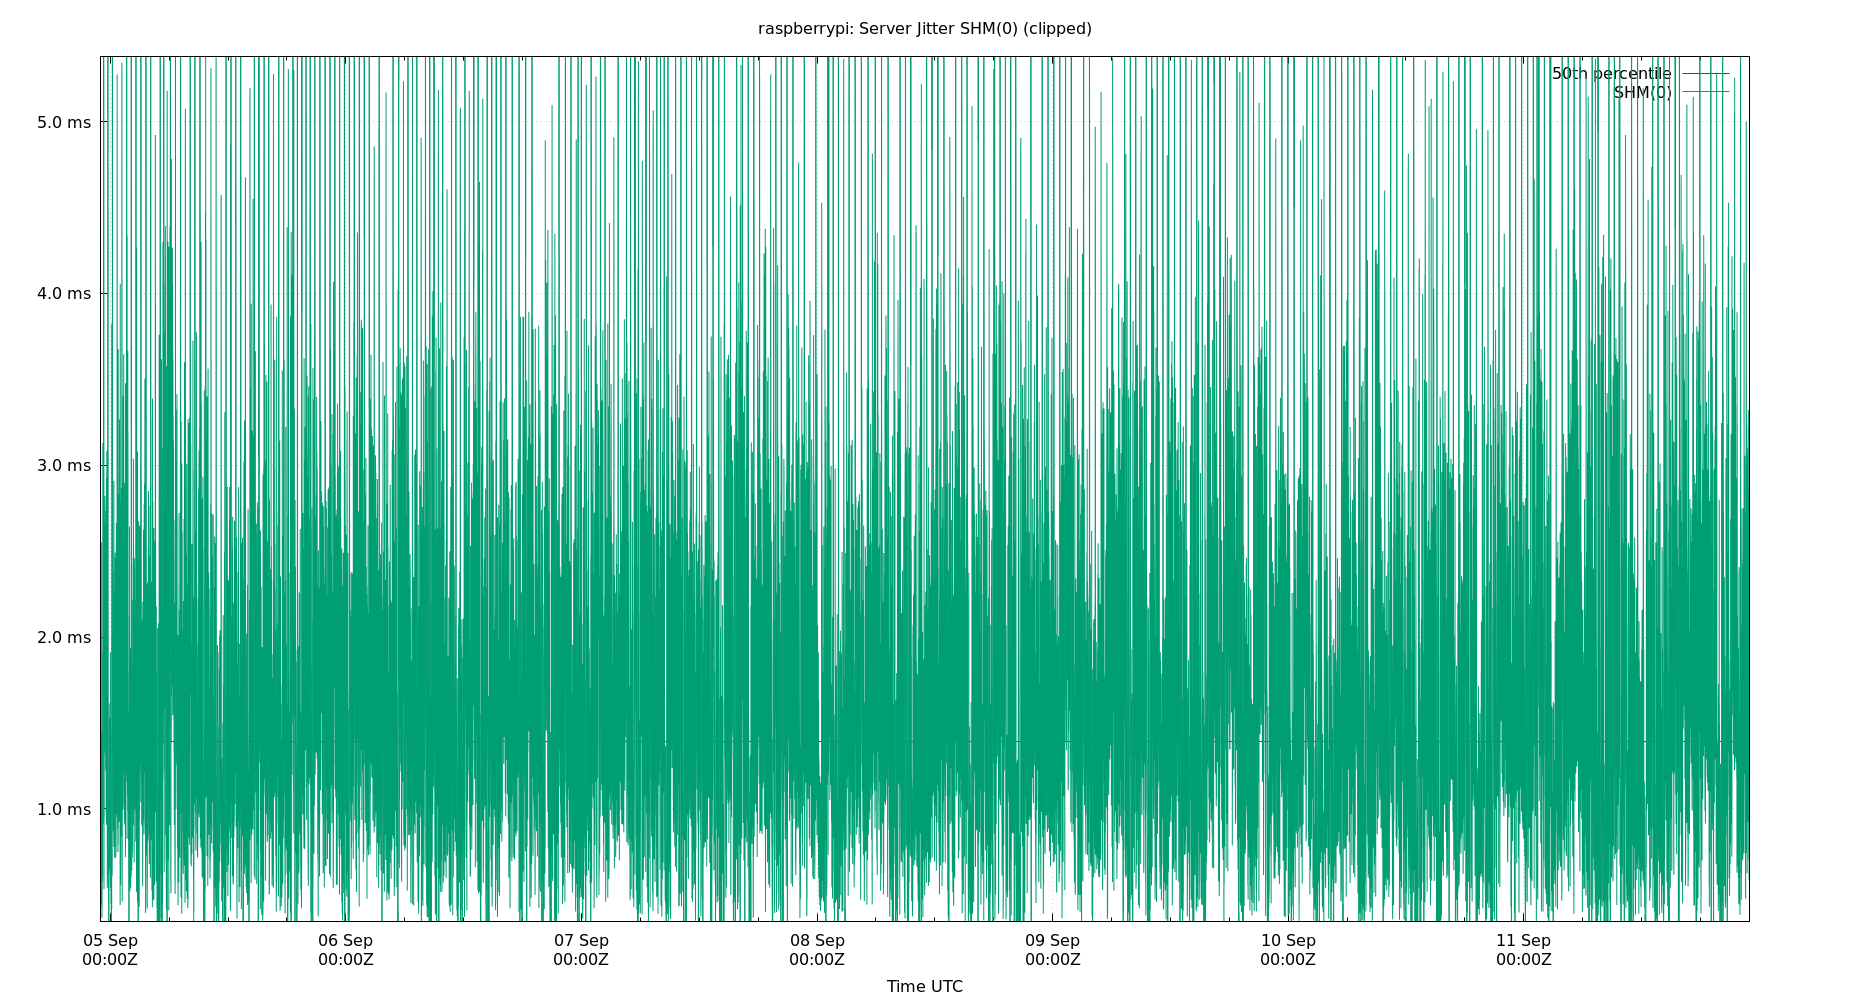 raspberrypi: Server Jitter SHM(0) (clipped)
50th percentile
SHM(0)
5.0 ms
4.0 ms
3.0 ms
2.0 ms
1.0 ms
05 Sep 06 Sep 07 Sep 08 Sep 09 Sep 10 Sep 11 Sep
00:00Z 00:00Z 00:00Z 00:00Z 00:00Z 00:00Z 00:00Z
Time UTC